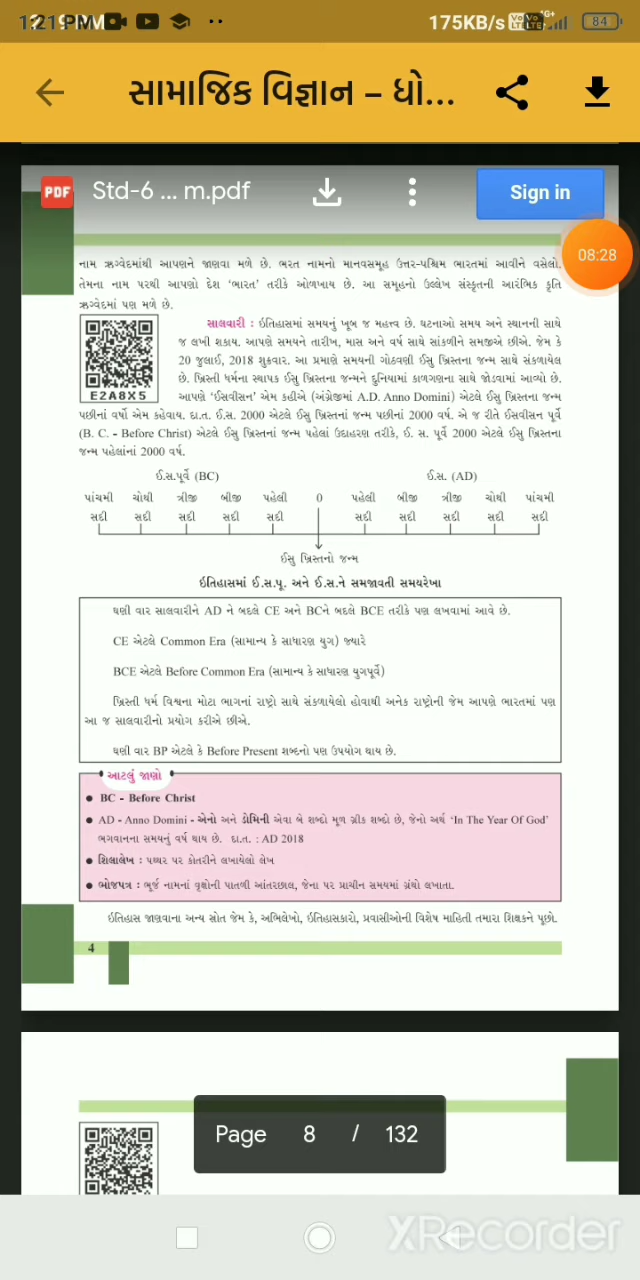 175KB/s
84
સામાજિક વિજ્ઞાન – ધો...
PDF Std-6 ... m.pdf Sign in
08:28
નામ ઋગ્વેદમાંથી આપણને જાણવા મળે છે. ભરત નામનો માનવસમૂહ ઉત્તર-પશ્ચિમ ભારતમાં આવીને વસેલો.
તેમના નામ પરથી આપણો દેશ ‘ભારત’ તરીકે ઓળખાય છે. આ સમૂહનો ઉલ્લેખ સંસ્કૃતની આરંભિક કૃતિ
ઋગ્વેદમાં પણ મળે છે.
સાલવારી : ઇતિહાસમાં સમયનું ખૂબ જ મહત્ત્વ છે. ઘટનાઓ સમય અને સ્થાનની સાથે
જ લખી શકાય. આપણે સમયને તારીખ, માસ અને વર્ષ સાથે સાંકળીને સમજીએ છીએ. જેમ કે
20 જુલાઈ, 2018 શુક્રવાર. આ પ્રમાણે સમયની ગોઠવણી ઈસુ ખ્રિસ્તના જન્મ સાથે સંકળાયેલ
છે. ખ્રિસ્તી ધર્મના સ્થાપક ઈસુ ખ્રિસ્તના જન્મને દુનિયામાં કાળગણના સાથે જોડવામાં આવ્યો છે.
E2A8X5
આપણે ‘ઈસવીસન’ એમ કહીએ (અંગ્રેજીમાં A.D. Anno Domini) એટલે ઈસુ ખ્રિસ્તના જન્મ
પછીનાં વર્ષો એમ કહેવાય. દા.ત. ઈ.સ. 2000 એટલે ઈસુ ખ્રિસ્તનાં જન્મ પછીનાં 2000 વર્ષ. એ જ રીતે ઈસવીસન પૂર્વે
(B. C. - Before Christ) એટલે ઈસુ ખ્રિસ્તનાં જન્મ પહેલાં ઉદાહરણ તરીકે, ઈ. સ. પૂર્વે 2000 એટલે ઈસુ ખ્રિસ્તના
જન્મ પહેલાંનાં 2000 વર્ષ.
ઈ.સ.પૂર્વે (BC) ઈ.સ. (AD)
પાંચમી ચોથી ત્રીજી બીજી પહેલી 0 પહેલી બીજી ત્રીજી ચોથી પાંચમી
સદી સદી સદી સદી સદી સદી સદી સદી સદી સદી
ઈસુ ખ્રિસ્તનો જન્મ
ઇતિહાસમાં ઈ.સ.પૂ. અને ઈ.સ.ને સમજાવતી સમયરેખા
ઘણી વાર સાલવારીને AD ને બદલે CE અને BCને બદલે BCE તરીકે પણ લખવામાં આવે છે.
CE એટલે Common Era (સામાન્ય કે સાધારણ યુગ) જ્યારે
BCE એટલે Before Common Era (સામાન્ય કે સાધારણ યુગપૂર્વે)
ખ્રિસ્તી ધર્મ વિશ્વના મોટા ભાગનાં રાષ્ટ્રો સાથે સંકળાયેલો હોવાથી અનેક રાષ્ટ્રોની જેમ આપણે ભારતમાં પણ
આ જ સાલવારીનો પ્રયોગ કરીએ છીએ.
ઘણી વાર BP એટલે કે Before Present શબ્દનો પણ ઉપયોગ થાય છે.
આટલું જાણો
● BC - Before Christ
● AD - Anno Domini - એનો અને ડોમિની એવા બે શબ્દો મૂળ ગ્રીક શબ્દો છે, જેનો અર્થ ‘In The Year Of God’
ભગવાનના સમયનું વર્ષ થાય છે. દા.ત. : AD 2018
● શિલાલેખ : પથ્થર પર કોતરીને લખાયેલો લેખ
● ભોજપત્ર : ભૂર્જ નામનાં વૃક્ષોની પાતળી આંતરછાલ, જેના પર પ્રાચીન સમયમાં ગ્રંથો લખાતા.
ઇતિહાસ જાણવાના અન્ય સ્રોત જેમ કે, અભિલેખો, ઇતિહાસકારો, પ્રવાસીઓની વિશેષ માહિતી તમારા શિક્ષકને પૂછો.
4
Page 8 / 132
XRecorder